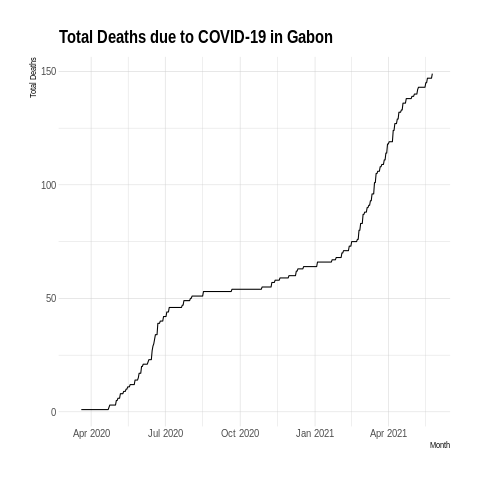 Total Deaths due to COVID-19 in Gabon
Total Deaths
150
100
50
0
Apr 2020 Jul 2020 Oct 2020 Jan 2021 Apr 2021
Month